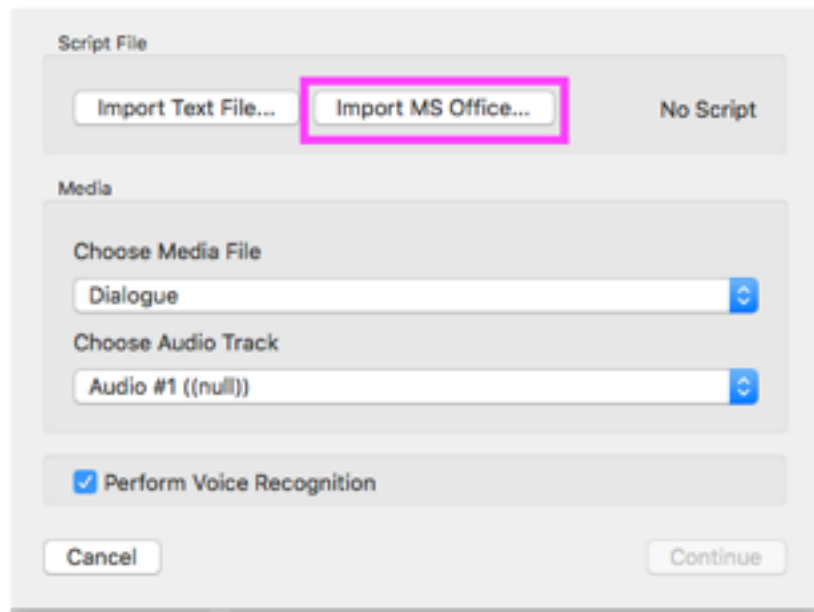 Script File
Import Text File... Import MS Office... No Script
Media
Choose Media File
Dialogue
Choose Audio Track
Audio #1 ((null))
Perform Voice Recognition
Cancel Continue